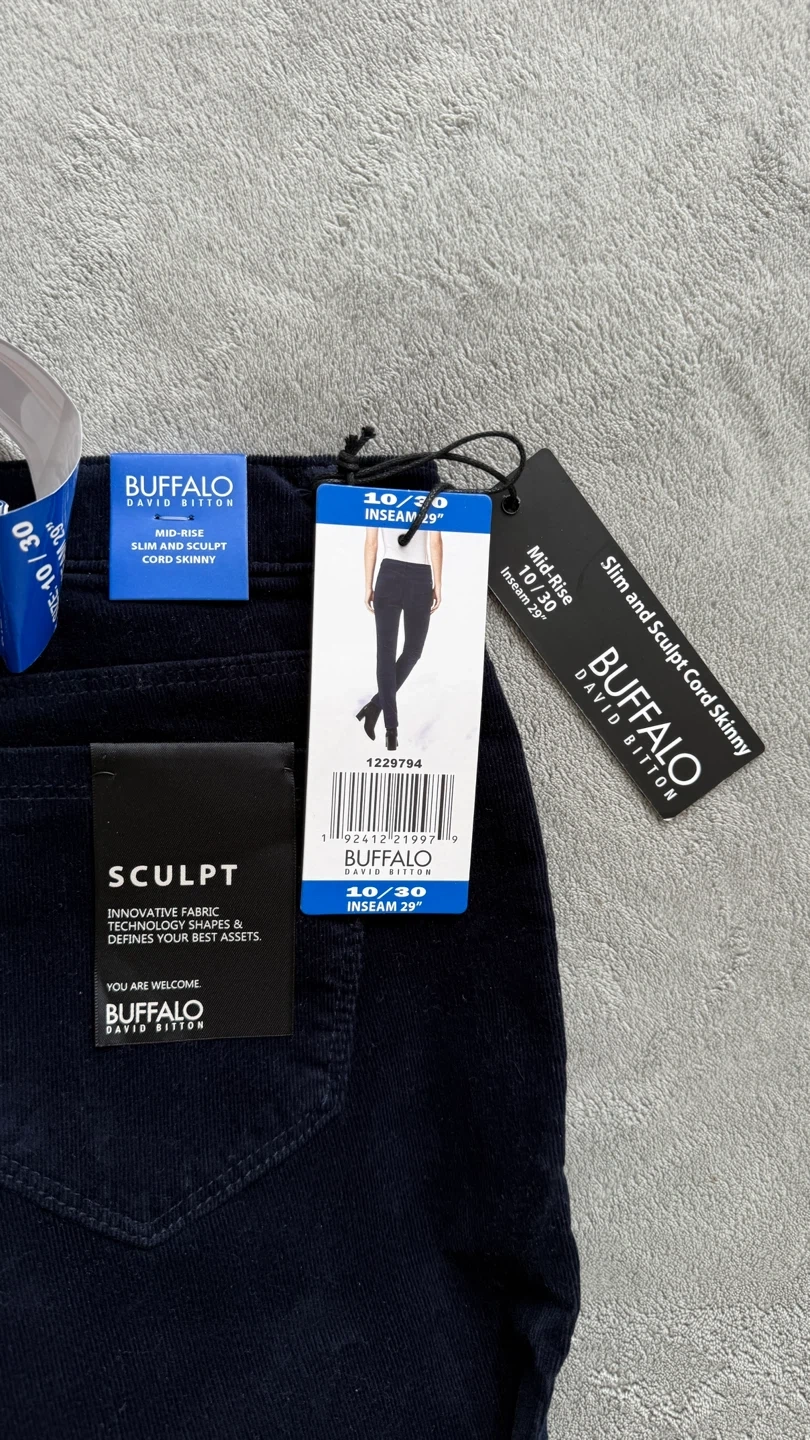 SIZE: 10 / 30
29"
BUFFALO
DAVID BITTON
MID-RISE
SLIM AND SCULPT
CORD SKINNY
10/30
INSEAM 29"
1229794
1 92412 21997 9
BUFFALO
DAVID BITTON
10/30
INSEAM 29"
Slim and Sculpt Cord Skinny
Mid-Rise
10 / 30
Inseam 29"
BUFFALO
DAVID BITTON
SCULPT
INNOVATIVE FABRIC
TECHNOLOGY SHAPES &
DEFINES YOUR BEST ASSETS.
YOU ARE WELCOME.
BUFFALO
DAVID BITTON